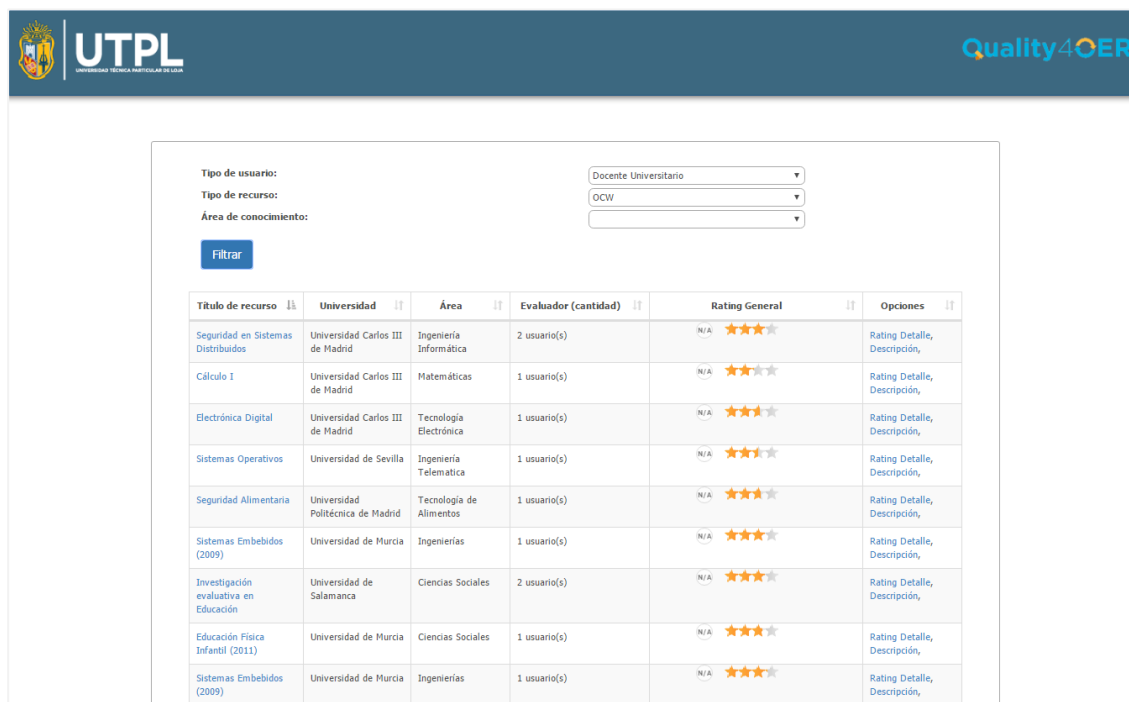 UTPL
UNIVERSIDAD TÉCNICA PARTICULAR DE LOJA
Quality4OER
Tipo de usuario:
Docente Universitario
Tipo de recurso:
OCW
Área de conocimiento:
Filtrar
Título de recurso Universidad Área Evaluador (cantidad) Rating General Opciones
Seguridad en Sistemas Universidad Carlos III Ingeniería 2 usuario(s) N/A Rating Detalle,
Distribuidos de Madrid Informática Descripción,
Cálculo I Universidad Carlos III Matemáticas 1 usuario(s) N/A Rating Detalle,
de Madrid Descripción,
Electrónica Digital Universidad Carlos III Tecnología 1 usuario(s) N/A Rating Detalle,
de Madrid Electrónica Descripción,
Sistemas Operativos Universidad de Sevilla Ingeniería 1 usuario(s) N/A Rating Detalle,
Telematica Descripción,
Seguridad Alimentaria Universidad Tecnología de 1 usuario(s) N/A Rating Detalle,
Politécnica de Madrid Alimentos Descripción,
Sistemas Embebidos Universidad de Murcia Ingenierías 1 usuario(s) N/A Rating Detalle,
(2009) Descripción,
Investigación Universidad de Ciencias Sociales 2 usuario(s) N/A Rating Detalle,
evaluativa en Salamanca Descripción,
Educación
Educación Física Universidad de Murcia Ciencias Sociales 1 usuario(s) N/A Rating Detalle,
Infantil (2011) Descripción,
Sistemas Embebidos Universidad de Murcia Ingenierías 1 usuario(s) N/A Rating Detalle,
(2009) Descripción,